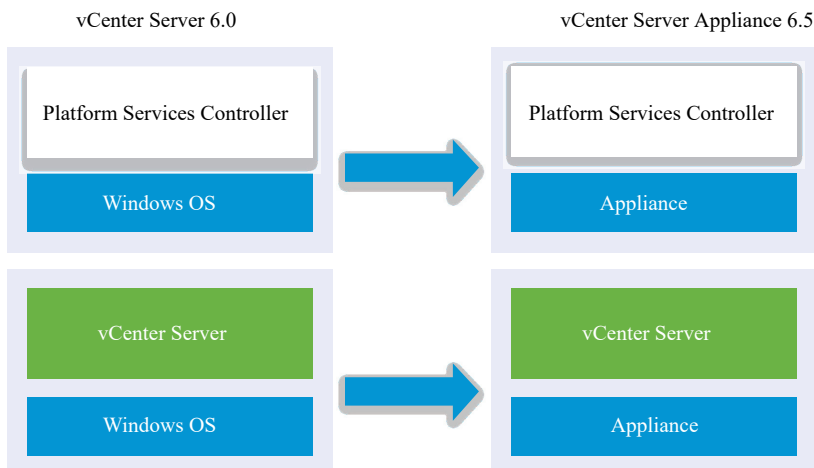 vCenter Server 6.0
vCenter Server Appliance 6.5
Platform Services Controller
Platform Services Controller
Windows OS
Appliance
vCenter Server
vCenter Server
Windows OS
Appliance